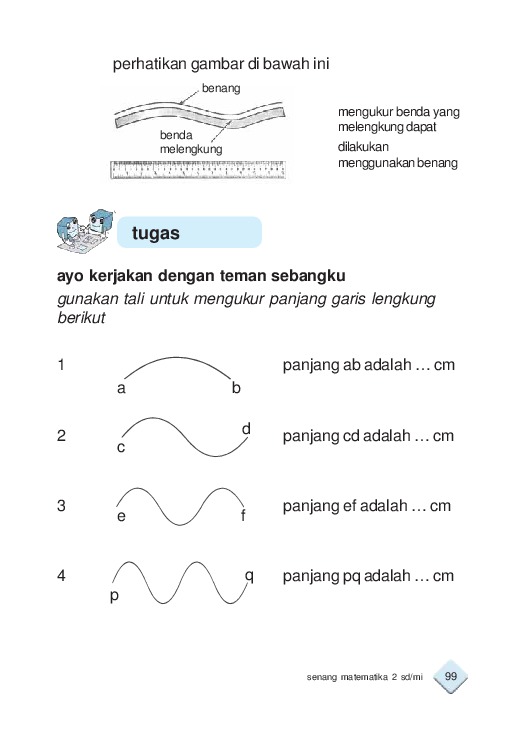 perhatikan gambar di bawah ini
benang
benda
melengkung
mengukur benda yang
melengkung dapat
dilakukan
menggunakan benang
tugas
ayo kerjakan dengan teman sebangku
gunakan tali untuk mengukur panjang garis lengkung
berikut
1 a b panjang ab adalah … cm
2 c d panjang cd adalah … cm
3 e f panjang ef adalah … cm
4 p q panjang pq adalah … cm
senang matematika 2 sd/mi 99